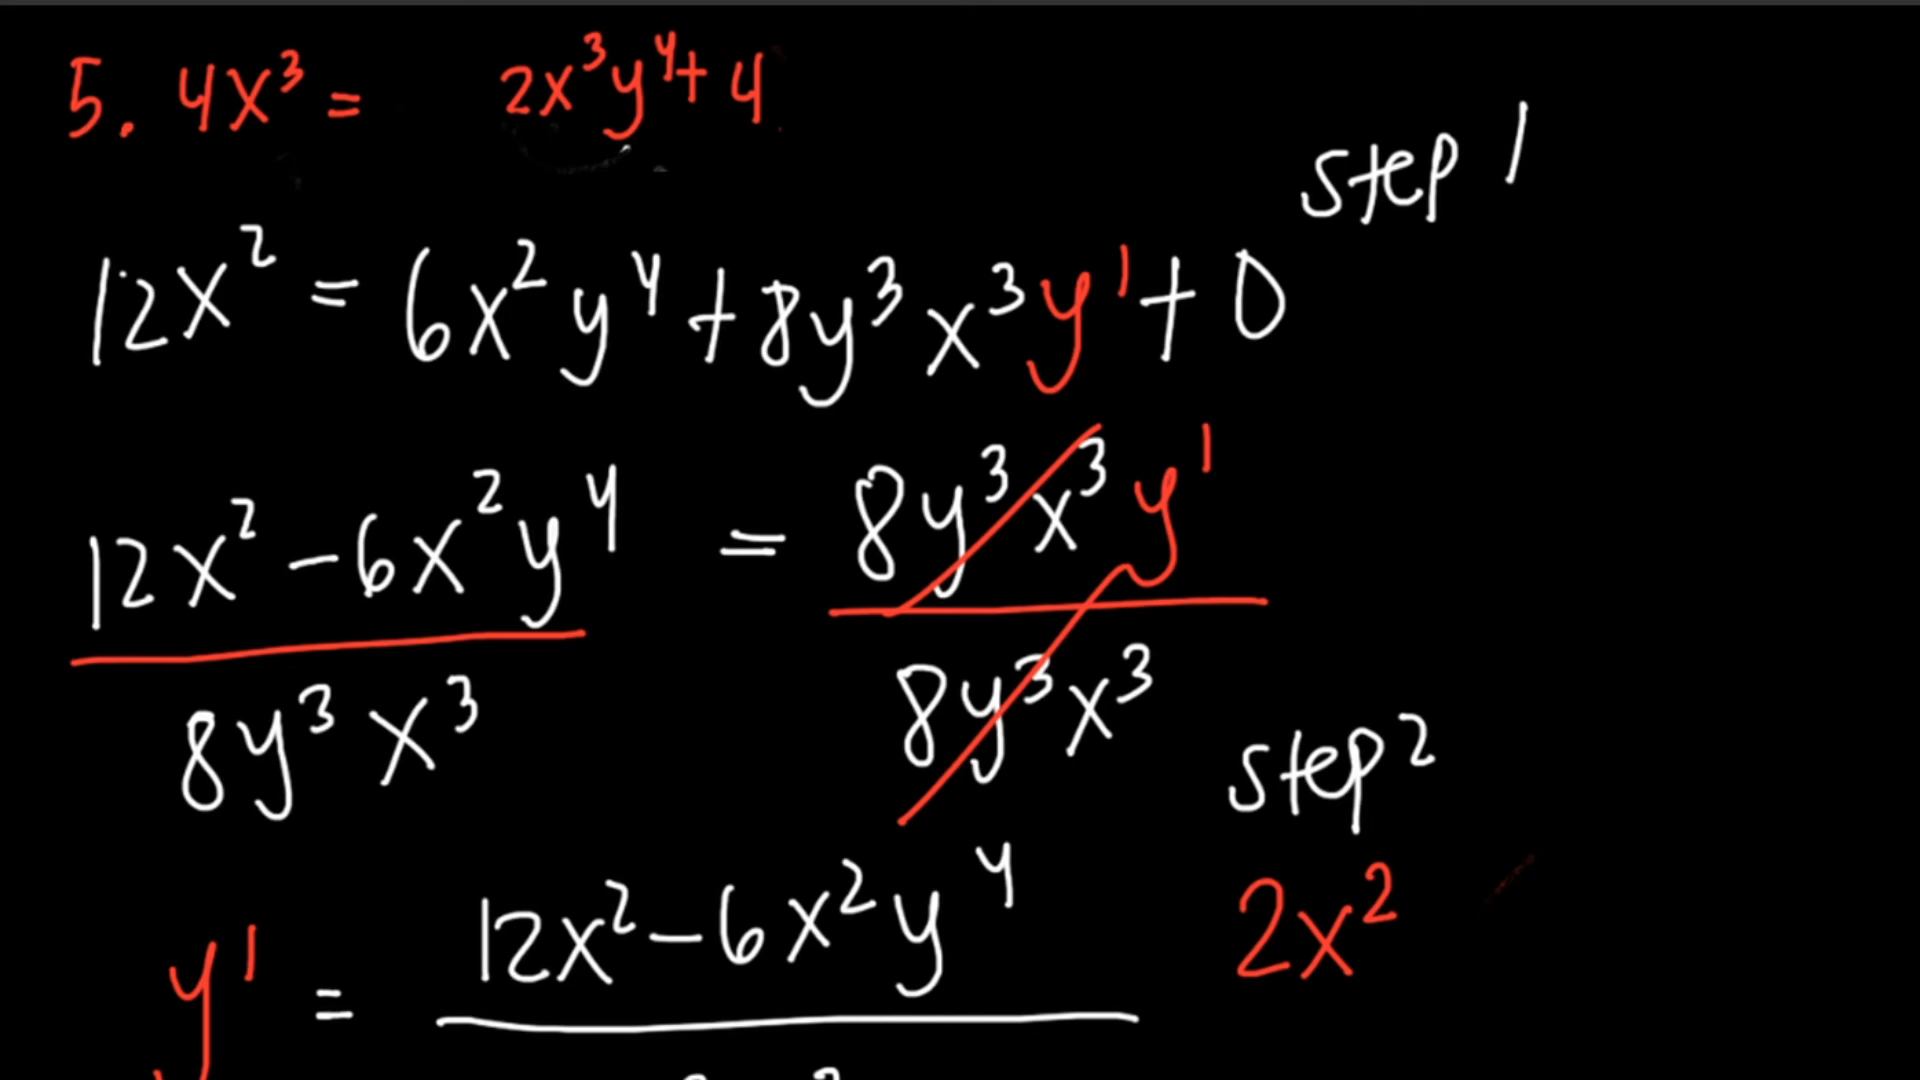 5. 4x³ = 2x³y⁴ + 4
step 1
12x² = 6x²y⁴ + 8y³x³y' + 0
12x² - 6x²y⁴ = 8y³x³y'
8y³x³ 8y³x³
step 2
y' = 12x² - 6x²y⁴
2x²